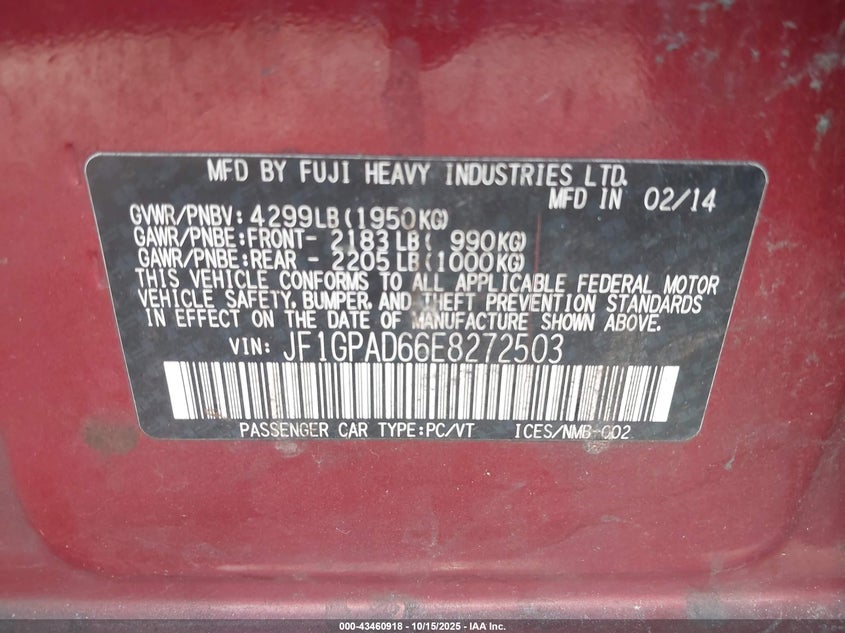 MFD BY FUJI HEAVY INDUSTRIES LTD.
MFD IN 02/14
GVWR/PNBV: 4299LB(1950KG)
GAWR/PNBE:FRONT- 2183LB( 990KG)
GAWR/PNBE:REAR - 2205LB(1000KG)
THIS VEHICLE CONFORMS TO ALL APPLICABLE FEDERAL MOTOR
VEHICLE SAFETY, BUMPER, AND THEFT PREVENTION STANDARDS
IN EFFECT ON THE DATE OF MANUFACTURE SHOWN ABOVE.
VIN: JF1GPAD66E8272503
PASSENGER CAR TYPE:PC/VT ICES/NMB-002
000-43460918 - 10/15/2025 - IAA Inc.